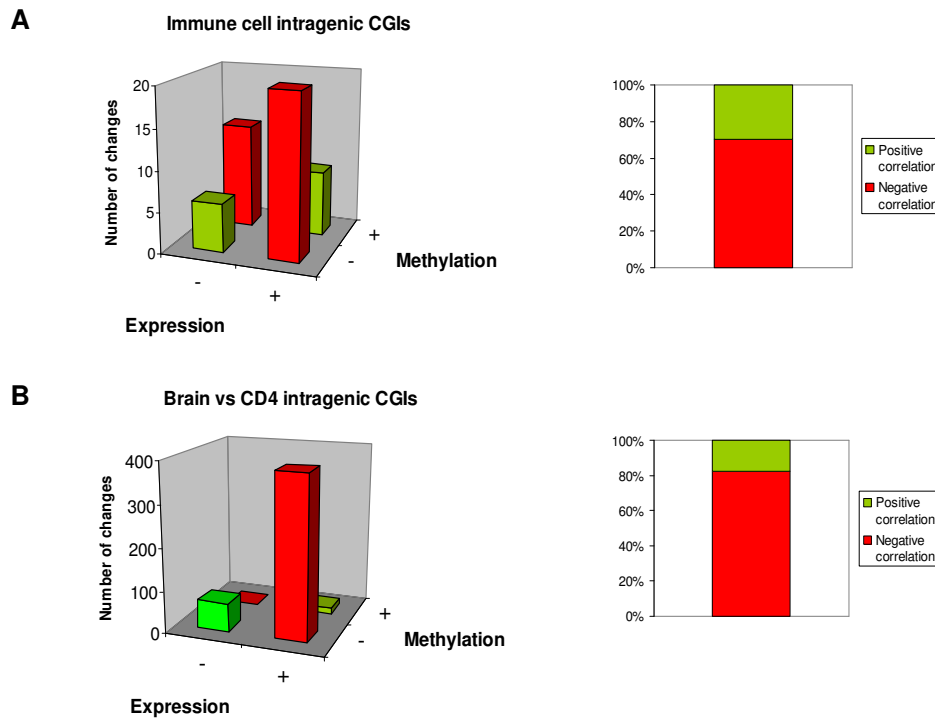 A
Immune cell intragenic CGIs
Number of changes
20
15
10
5
0
-
+
Expression
-
+
Methylation
100%
80%
60%
40%
20%
0%
Positive
correlation
Negative
correlation
B
Brain vs CD4 intragenic CGIs
Number of changes
400
300
200
100
0
-
+
Expression
-
+
Methylation
100%
80%
60%
40%
20%
0%
Positive
correlation
Negative
correlation